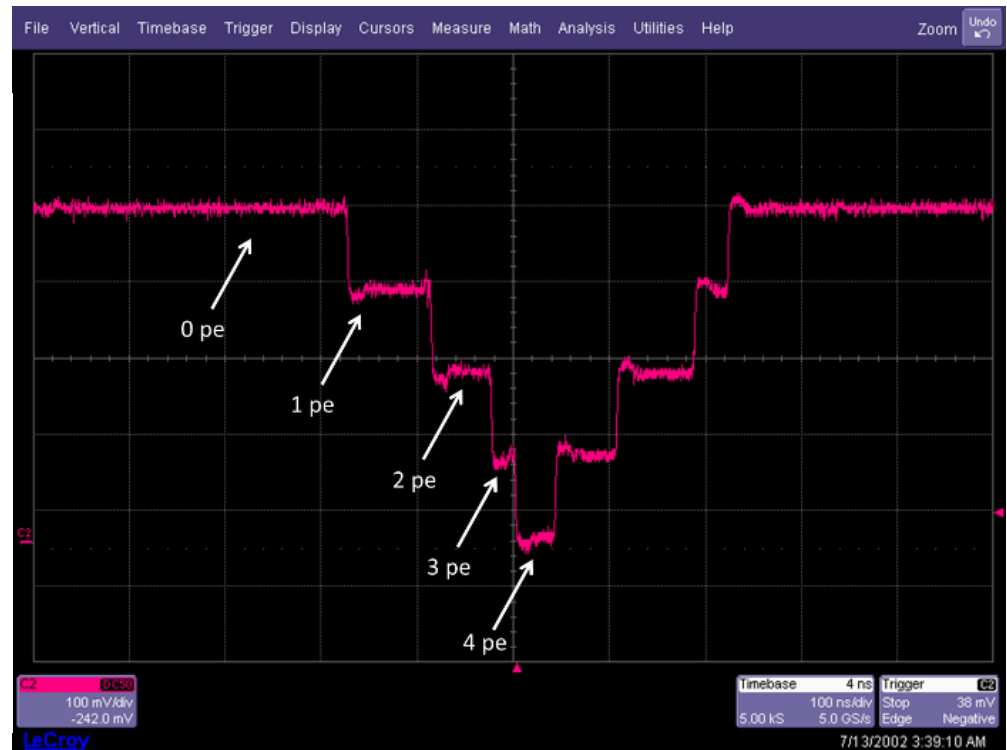 File Vertical Timebase Trigger Display Cursors Measure Math Analysis Utilities Help Zoom Undo
0 pe
1 pe
2 pe
3 pe
4 pe
C2
C2 DC50
100 mV/div
-242.0 mV
Timebase 4 ns
100 ns/div
5.00 kS 5.0 GS/s
Trigger C2
Stop 38 mV
Edge Negative
LeCroy
7/13/2002 3:39:10 AM